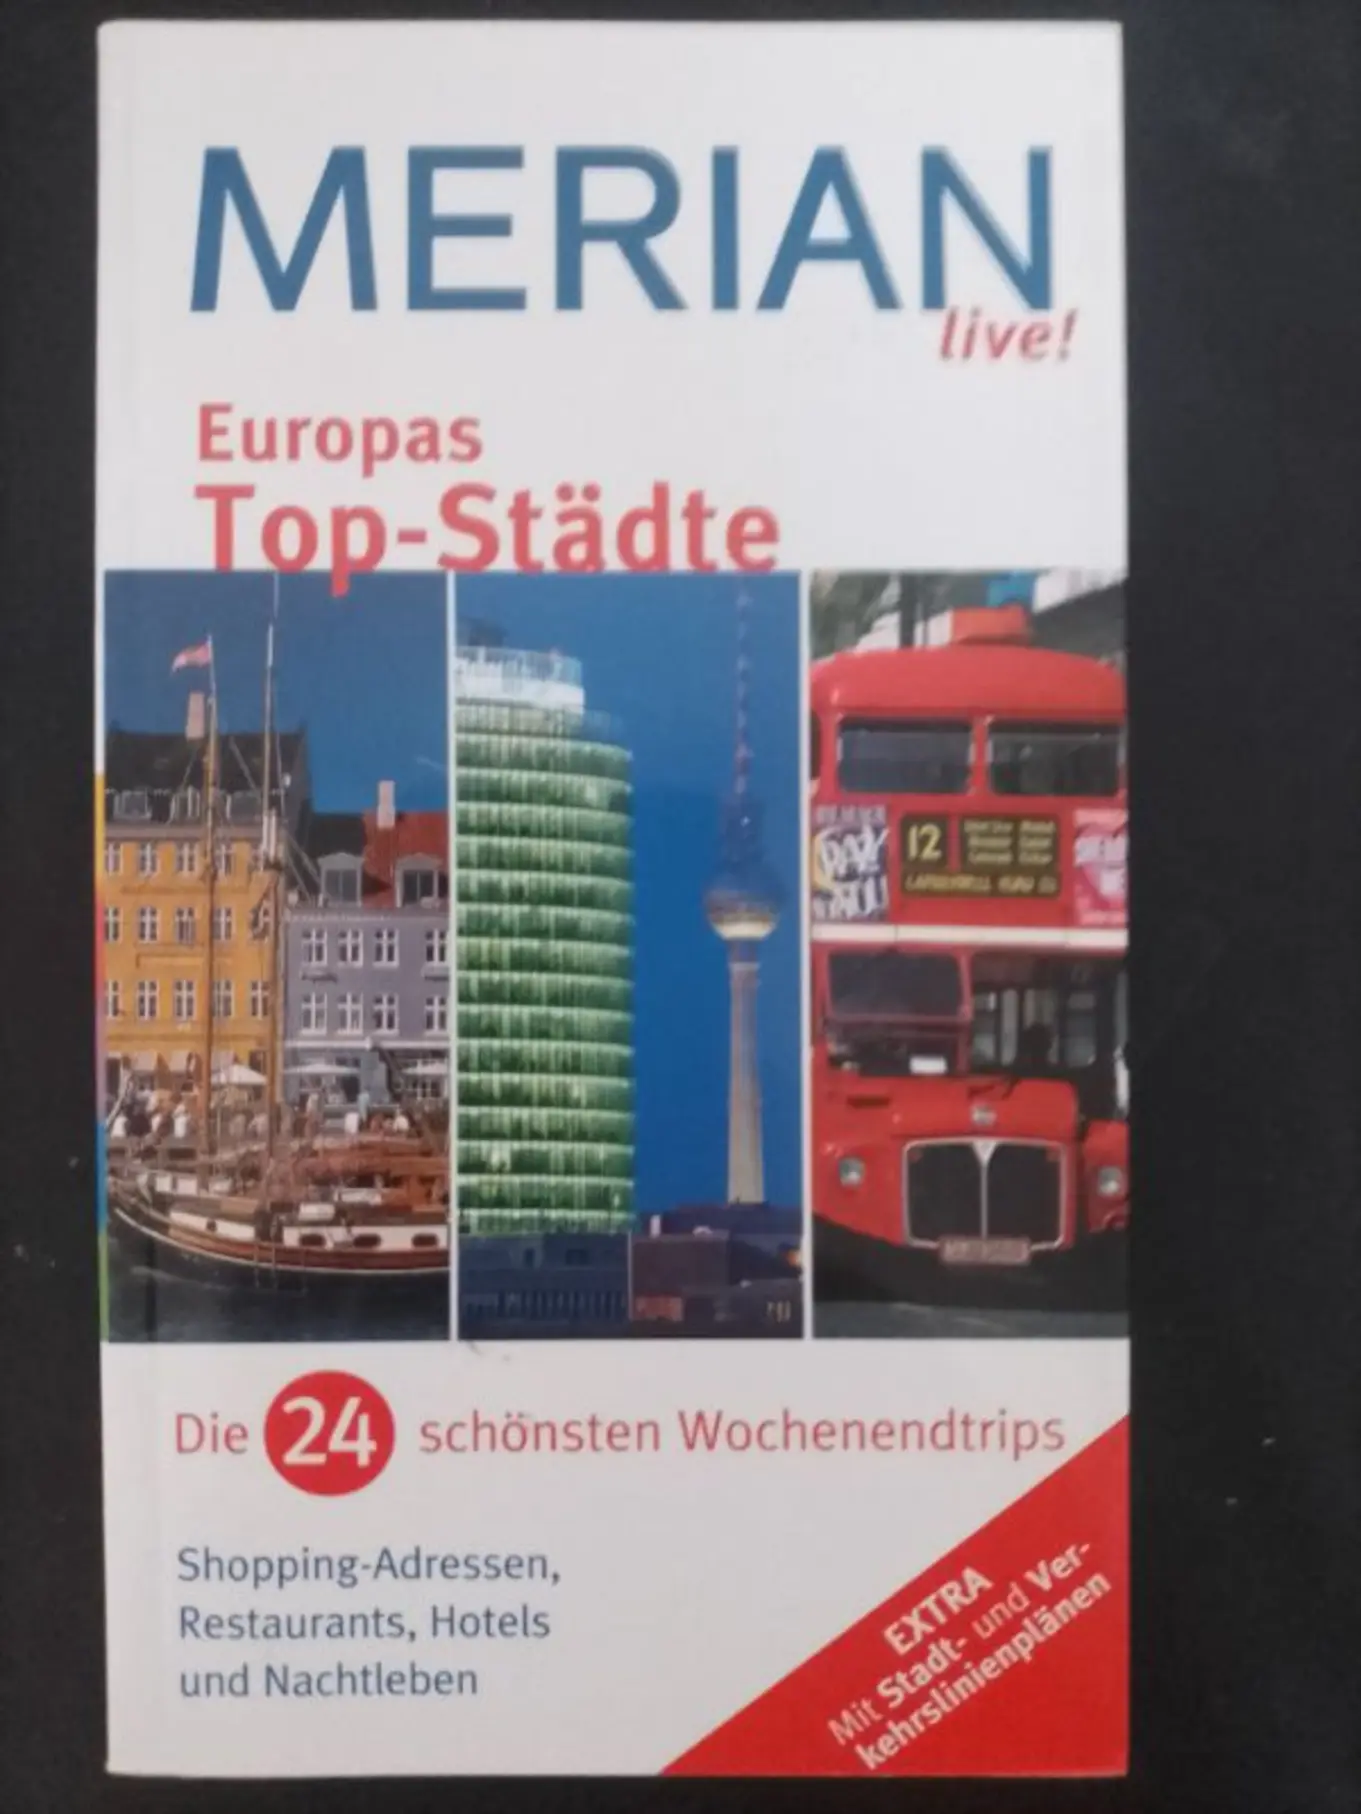 MERIAN
live!
Europas
Top-Städte
12
Die 24 schönsten Wochenendtrips
Shopping-Adressen,
Restaurants, Hotels
und Nachtleben
EXTRA
Mit Stadt- und Ver-
kehrslinienplänen